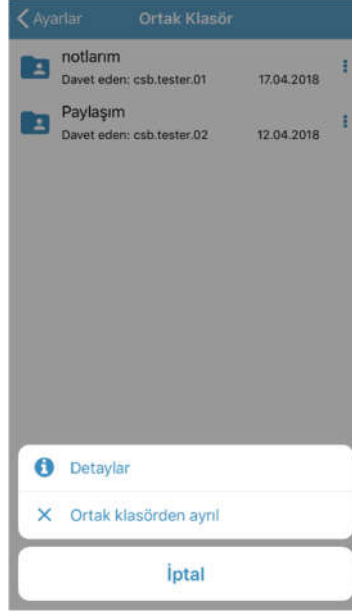 Ayarlar Ortak Klasör
notlarım
Davet eden: csb.tester.01 17.04.2018
Paylaşım
Davet eden: csb.tester.02 12.04.2018
Detaylar
Ortak klasörden ayrıl
İptal